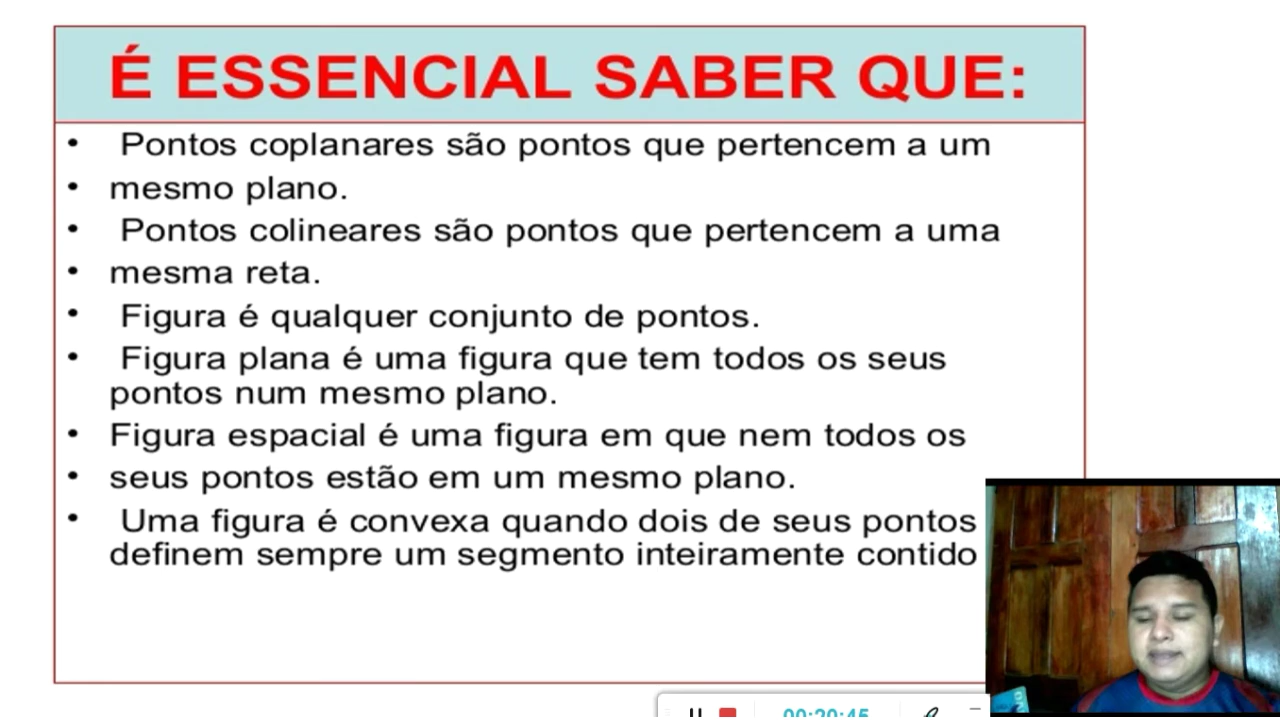 É ESSENCIAL SABER QUE:
• Pontos coplanares são pontos que pertencem a um
• mesmo plano.
• Pontos colineares são pontos que pertencem a uma
• mesma reta.
• Figura é qualquer conjunto de pontos.
• Figura plana é uma figura que tem todos os seus
pontos num mesmo plano.
• Figura espacial é uma figura em que nem todos os
• seus pontos estão em um mesmo plano.
• Uma figura é convexa quando dois de seus pontos
definem sempre um segmento inteiramente contido
00:20:45